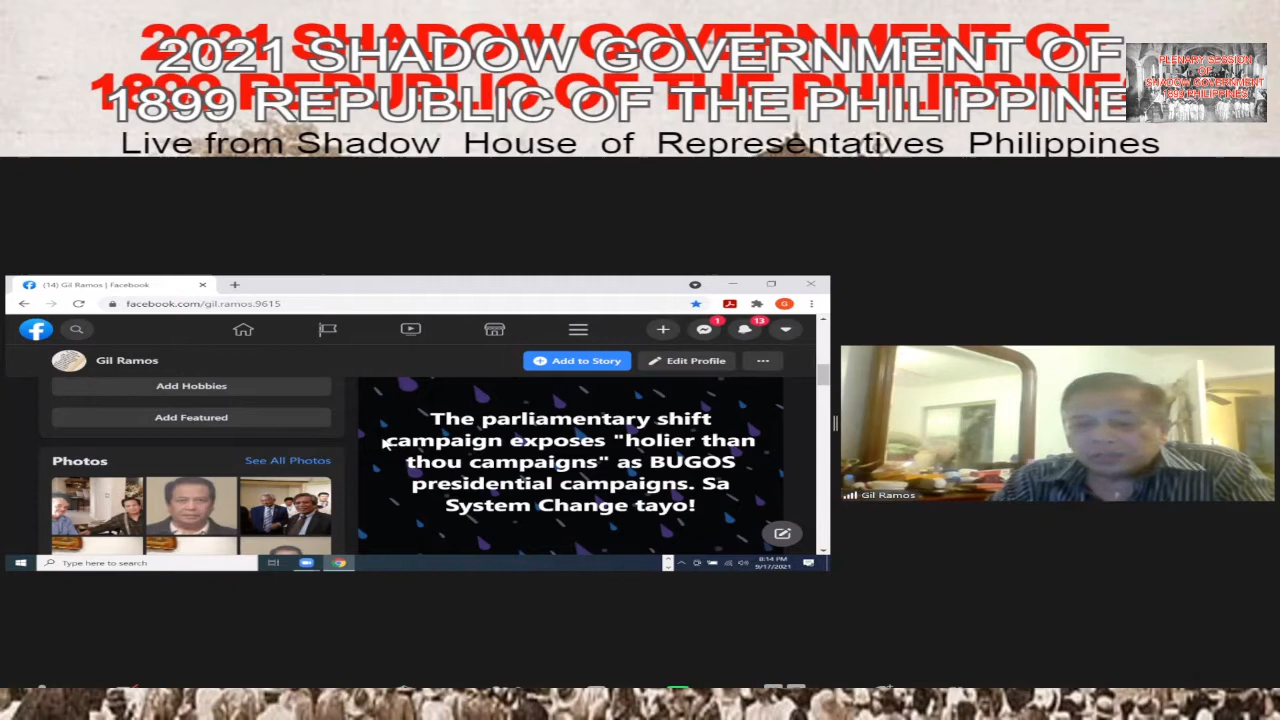 2021 SHADOW GOVERNMENT OF
1899 REPUBLIC OF THE PHILIPPINE
Live from Shadow House of Representatives Philippines
PLENARY SESSION
OF
SHADOW GOVERNMENT
1899 PHILIPPINES
(14) Gil Ramos | Facebook
facebook.com/gil.ramos.9615
G
1
13
Gil Ramos
Add to Story
Edit Profile
Add Hobbies
Add Featured
Photos
See All Photos
The parliamentary shift
campaign exposes "holier than
thou campaigns" as BUGOS
presidential campaigns. Sa
System Change tayo!
Gil Ramos
Type here to search
8:14 PM
9/17/2021